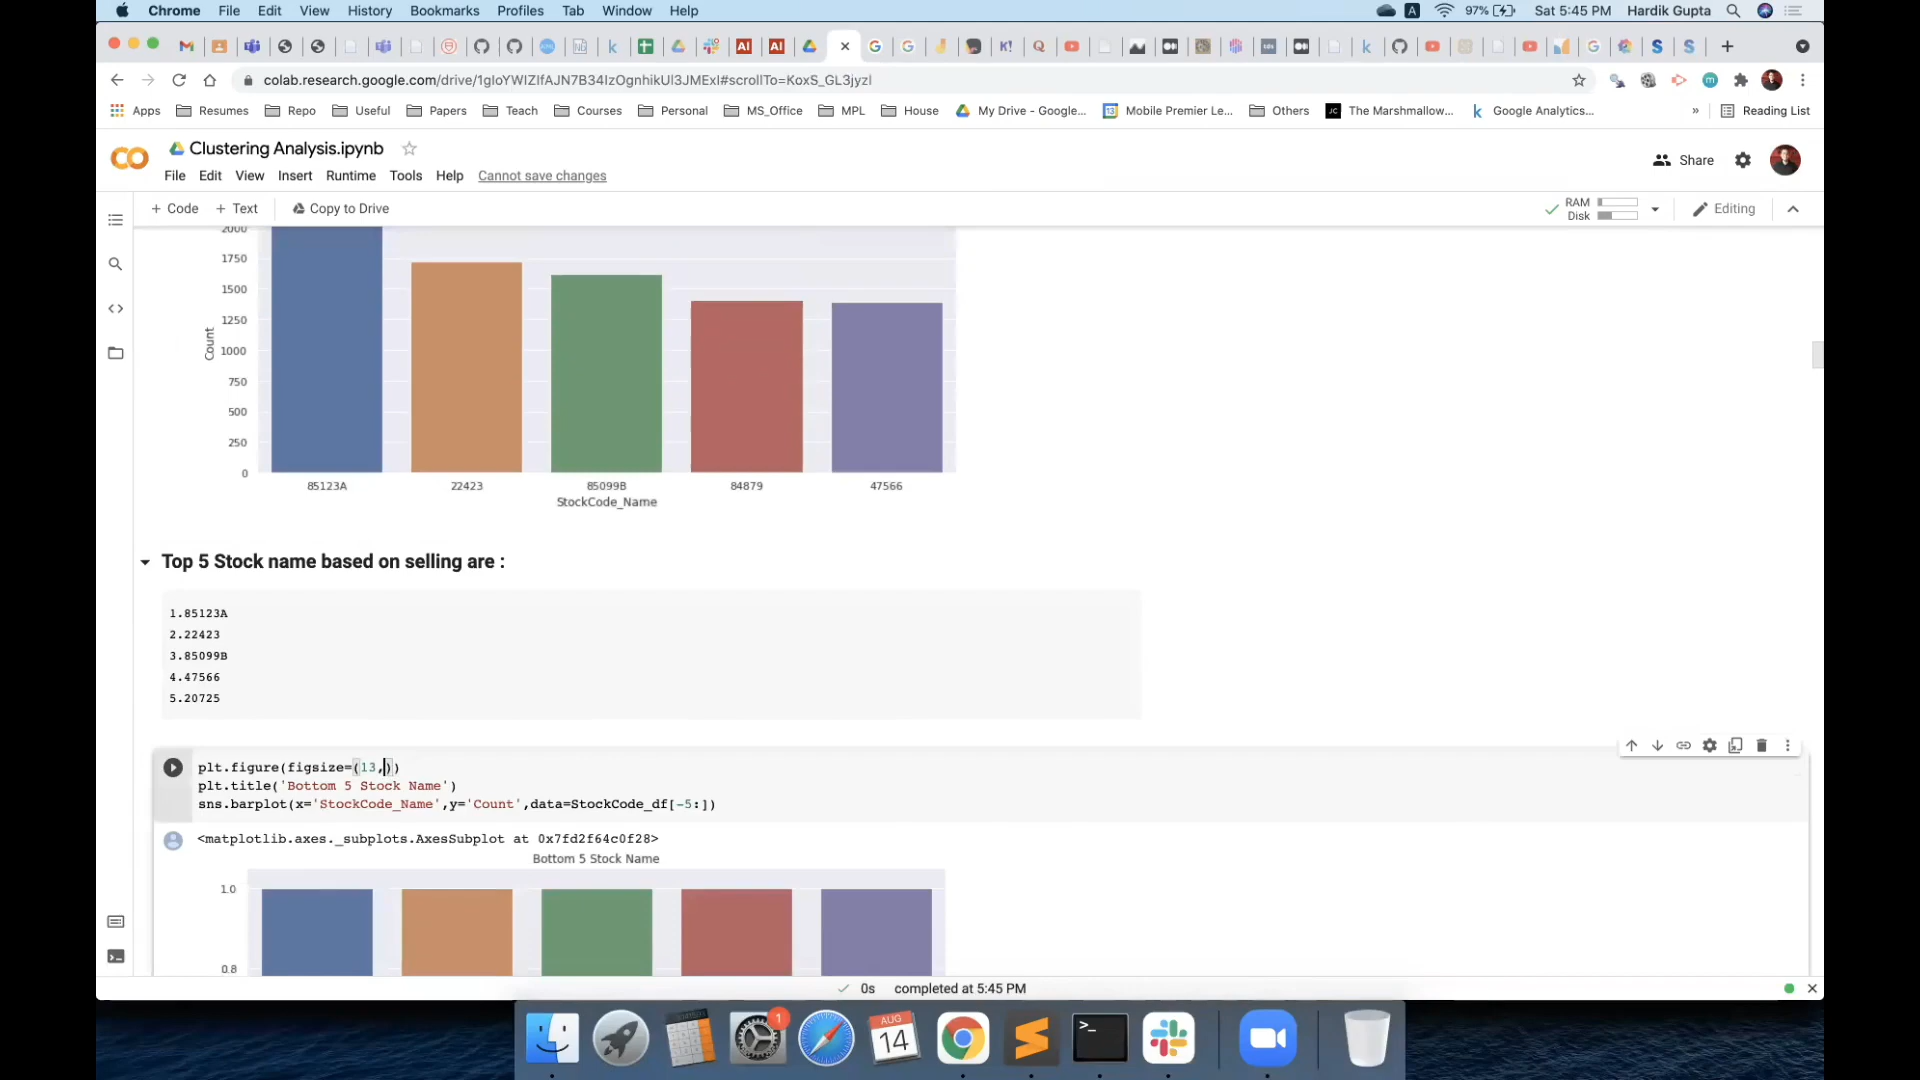 Chrome File Edit View History Bookmarks Profiles Tab Window Help A 97% Sat 5:45 PM Hardik Gupta
colab.research.google.com/drive/1gIoYWIZIfAJN7B34IzOgnhikUl3JMExI#scrollTo=KoxS_GL3jyzl
Apps Resumes Repo Useful Papers Teach Courses Personal MS_Office MPL House My Drive - Google... Mobile Premier Le... Others JC The Marshmallow... Google Analytics... » Reading List
Clustering Analysis.ipynb
Share
File Edit View Insert Runtime Tools Help Cannot save changes
+ Code + Text Copy to Drive RAM Disk Editing
2000
1750
1500
1250
1000
750
500
250
0
Count
85123A 22423 85099B 84879 47566
StockCode_Name
Top 5 Stock name based on selling are :
1.85123A
2.22423
3.85099B
4.47566
5.20725
plt.figure(figsize=(13,))
plt.title('Bottom 5 Stock Name')
sns.barplot(x='StockCode_Name',y='Count',data=StockCode_df[-5:])
<matplotlib.axes._subplots.AxesSubplot at 0x7fd2f64c0f28>
Bottom 5 Stock Name
1.0
0.8
0s completed at 5:45 PM
1
AUG
14